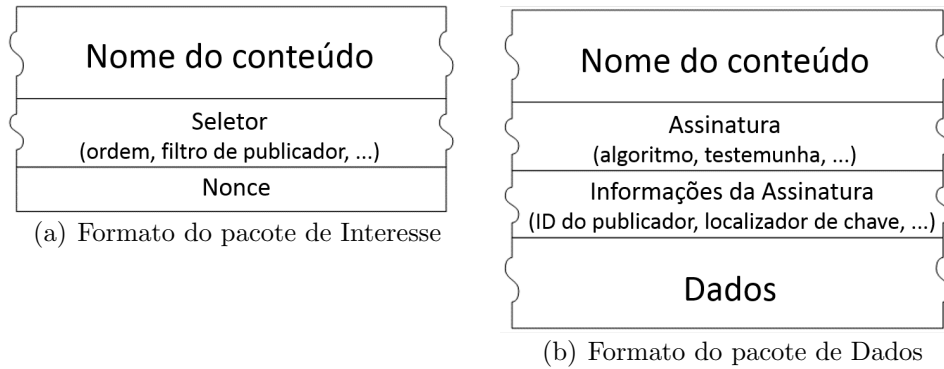 Nome do conteúdo
Seletor
(ordem, filtro de publicador, ...)
Nonce
(a) Formato do pacote de Interesse
Nome do conteúdo
Assinatura
(algoritmo, testemunha, ...)
Informações da Assinatura
(ID do publicador, localizador de chave, ...)
Dados
(b) Formato do pacote de Dados